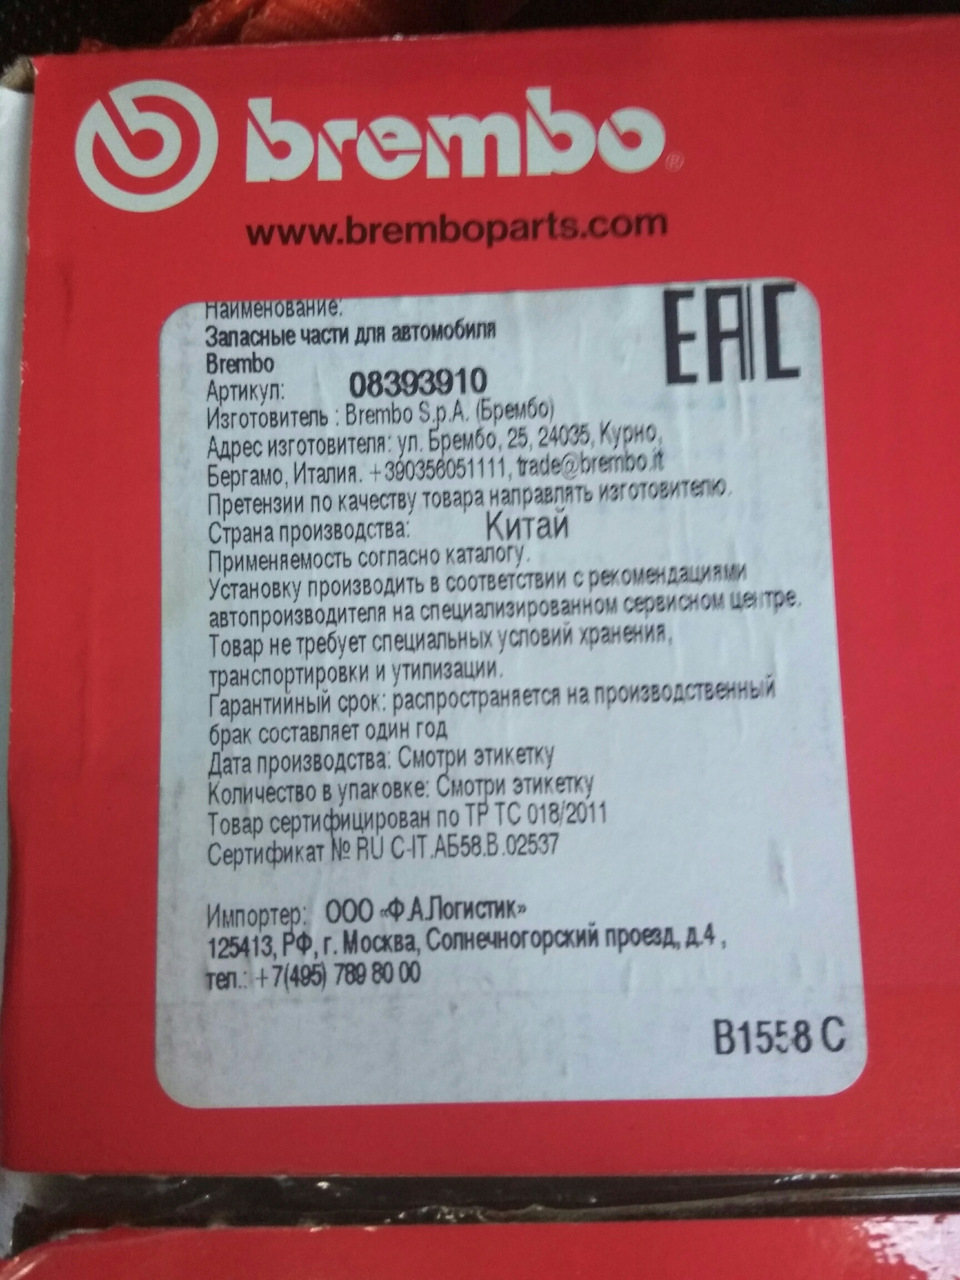 brembo®
www.bremboparts.com
Наименование:
EAC
Запасные части для автомобиля
Brembo
Артикул: 08393910
Изготовитель : Brembo S.p.A. (Брембо)
Адрес изготовителя: ул. Брембо, 25, 24035, Курно,
Бергамо, Италия. +390356051111, trade@brembo.it
Претензии по качеству товара направлять изготовителю.
Страна производства: Китай
Применяемость согласно каталогу.
Установку производить в соответствии с рекомендациями
автопроизводителя на специализированном сервисном центре.
Товар не требует специальных условий хранения,
транспортировки и утилизации.
Гарантийный срок: распространяется на производственный
брак составляет один год
Дата производства: Смотри этикетку
Количество в упаковке: Смотри этикетку
Товар сертифицирован по ТР ТС 018/2011
Сертификат № RU C-IT.АБ58.В.02537
Импортер: ООО «Ф.А.Логистик»
125413, РФ, г. Москва, Солнечногорский проезд, д.4 ,
тел.: +7(495) 789 80 00
B1558 C